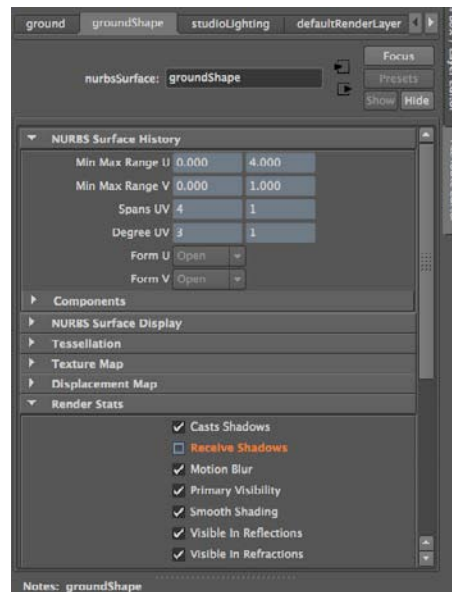 ground groundShape studioLighting defaultRenderLayer
Focus
nurbsSurface: groundShape
Presets
Show Hide
NURBS Surface History
Min Max Range U 0.000 4.000
Min Max Range V 0.000 1.000
Spans UV 4 1
Degree UV 3 1
Form U Open
Form V Open
Components
NURBS Surface Display
Tessellation
Texture Map
Displacement Map
Render Stats
Casts Shadows
Receive Shadows
Motion Blur
Primary Visibility
Smooth Shading
Visible In Reflections
Visible In Refractions
Notes: groundShape